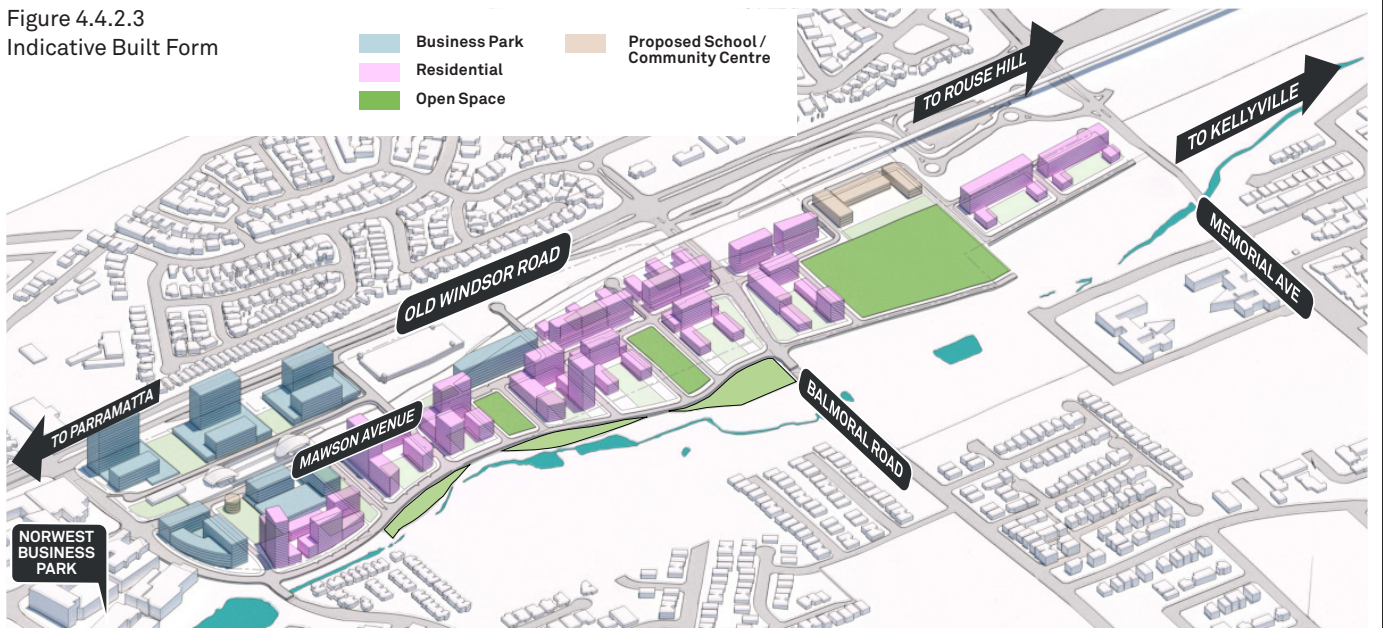 Figure 4.4.2.3
Indicative Built Form
Business Park
Residential
Open Space
Proposed School /
Community Centre
TO ROUSE HILL
TO KELLYVILLE
MEMORIAL AVE
OLD WINDSOR ROAD
TO PARRAMATTA
MAWSON AVENUE
BALMORAL ROAD
NORWEST
BUSINESS
PARK